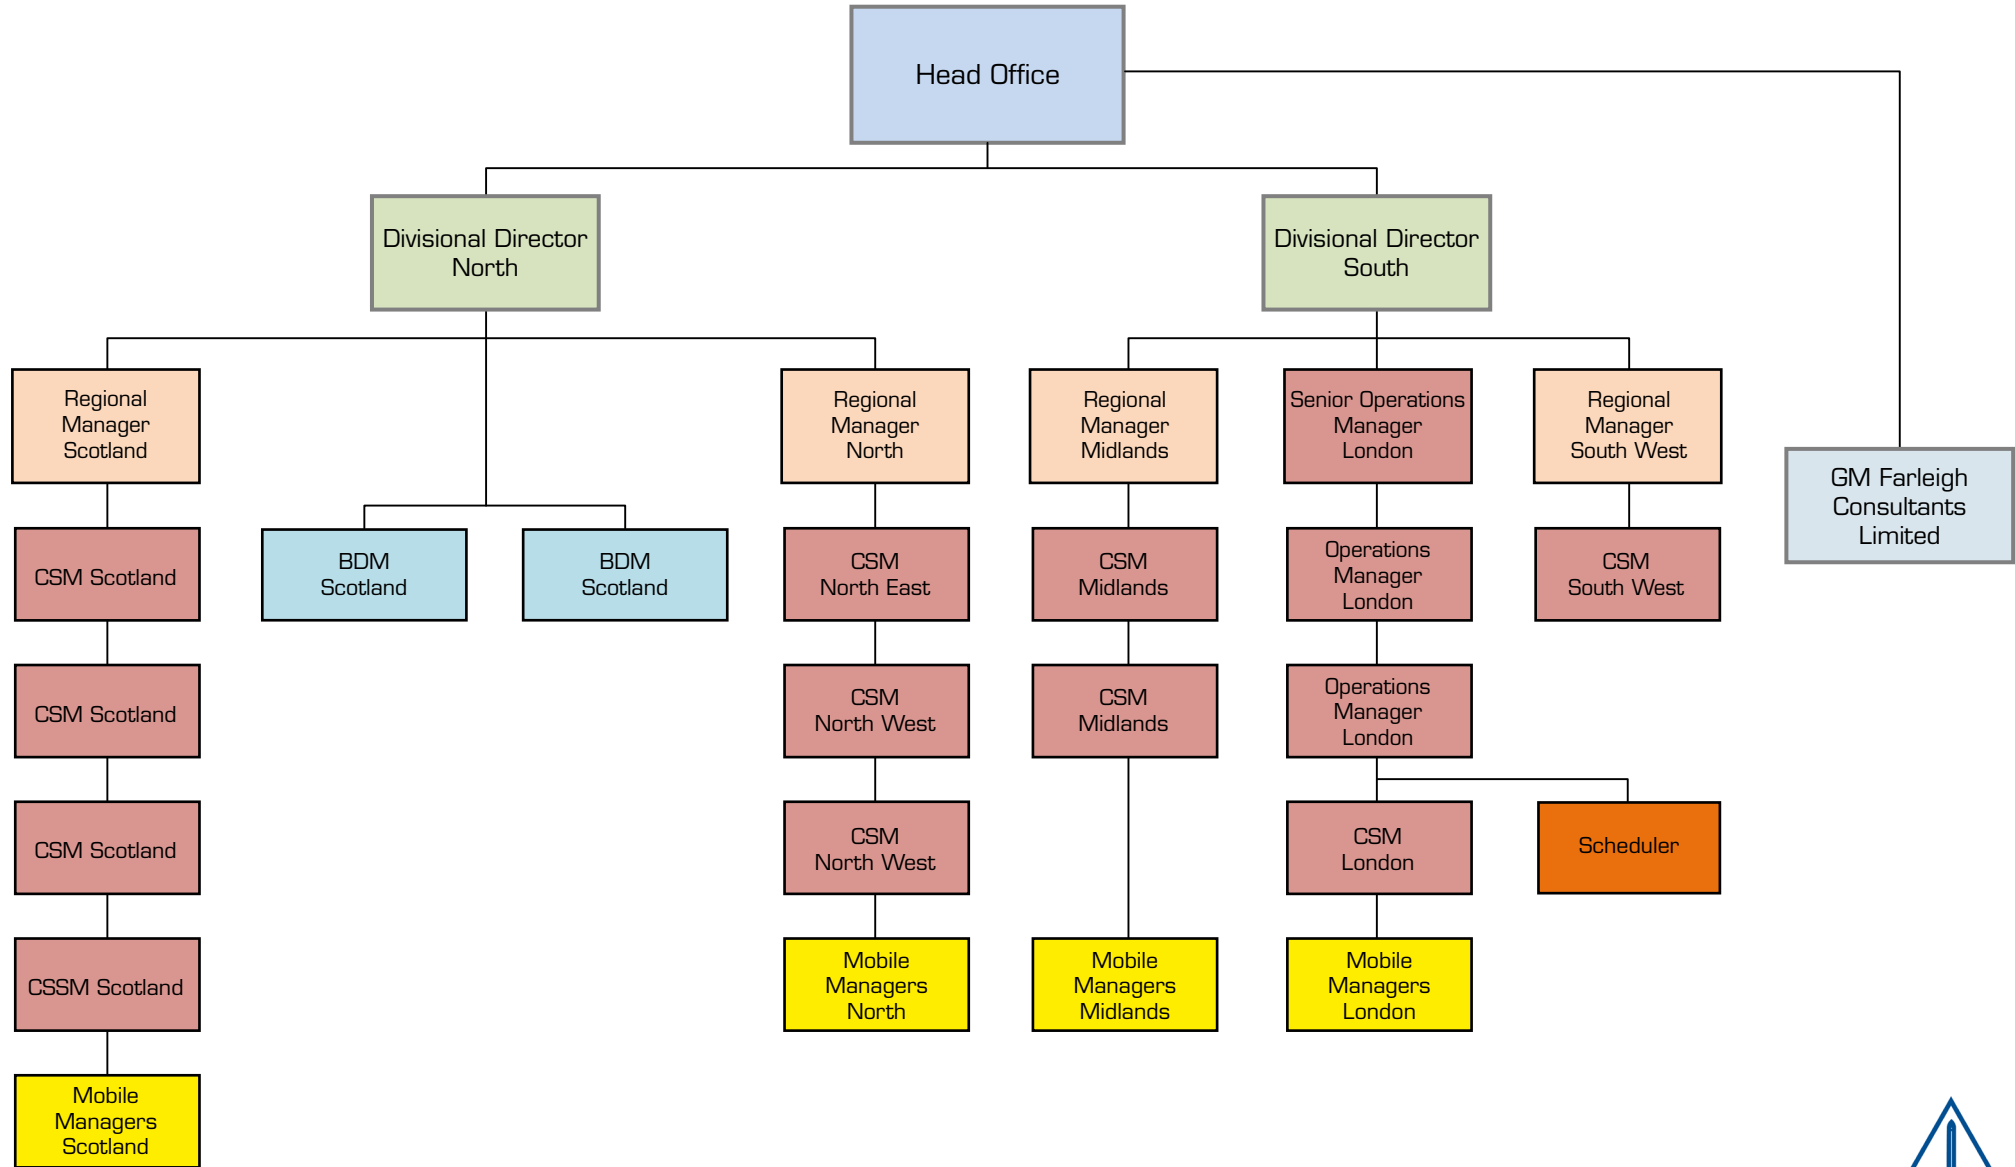 Head Office
Divisional Director
North
Divisional Director
South
Regional
Manager
Scotland
Regional
Manager
North
Regional
Manager
Midlands
Senior Operations
Manager
London
Regional
Manager
South West
GM Farleigh
Consultants
Limited
CSM Scotland
BDM
Scotland
BDM
Scotland
CSM
North East
CSM
Midlands
Operations
Manager
London
CSM
South West
CSM Scotland
CSM
North West
CSM
Midlands
Operations
Manager
London
CSM Scotland
CSM
North West
CSM
London
Scheduler
CSSM Scotland
Mobile
Managers
North
Mobile
Managers
Midlands
Mobile
Managers
London
Mobile
Managers
Scotland